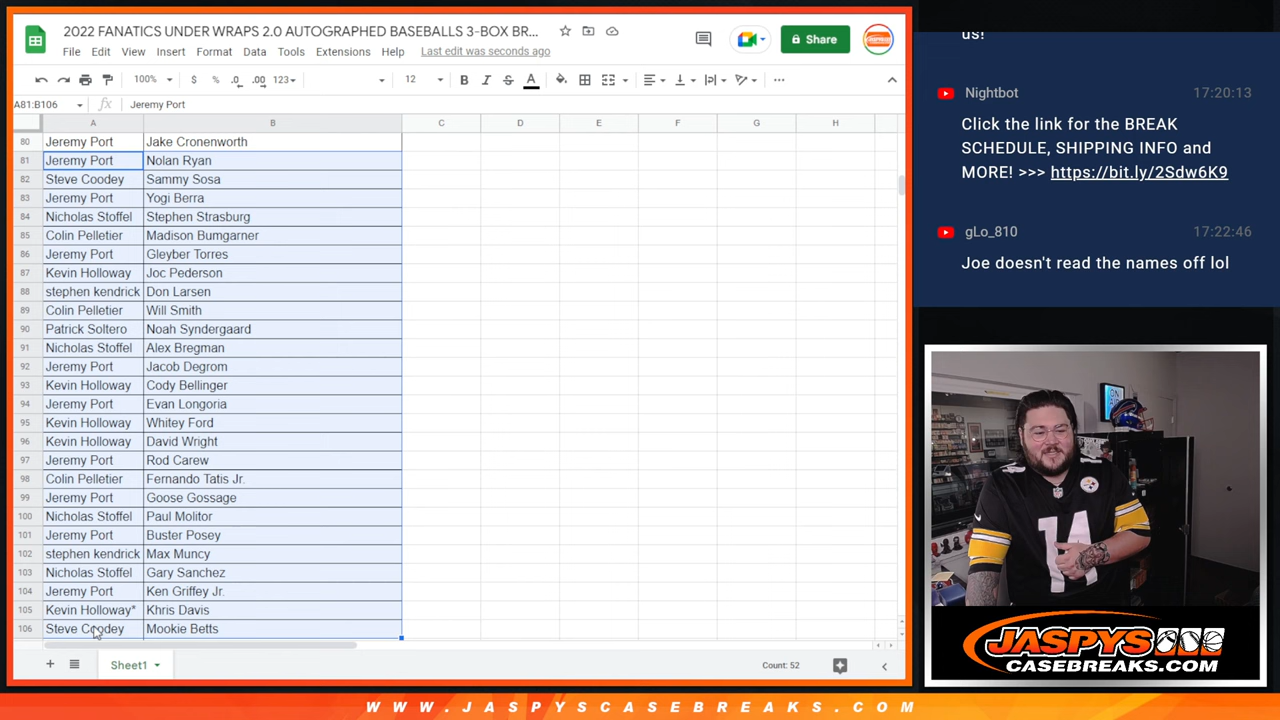 2022 FANATICS UNDER WRAPS 2.0 AUTOGRAPHED BASEBALLS 3-BOX BR...
File Edit View Insert Format Data Tools Extensions Help Last edit was seconds ago
Share
100% $ % .0 .00 123 12 B I S A
A81:B106 fx Jeremy Port
A B C D E F G H
80 Jeremy Port Jake Cronenworth
81 Jeremy Port Nolan Ryan
82 Steve Coodey Sammy Sosa
83 Jeremy Port Yogi Berra
84 Nicholas Stoffel Stephen Strasburg
85 Colin Pelletier Madison Bumgarner
86 Jeremy Port Gleyber Torres
87 Kevin Holloway Joc Pederson
88 stephen kendrick Don Larsen
89 Colin Pelletier Will Smith
90 Patrick Soltero Noah Syndergaard
91 Nicholas Stoffel Alex Bregman
92 Jeremy Port Jacob Degrom
93 Kevin Holloway Cody Bellinger
94 Jeremy Port Evan Longoria
95 Kevin Holloway Whitey Ford
96 Kevin Holloway David Wright
97 Jeremy Port Rod Carew
98 Colin Pelletier Fernando Tatis Jr.
99 Jeremy Port Goose Gossage
100 Nicholas Stoffel Paul Molitor
101 Jeremy Port Buster Posey
102 stephen kendrick Max Muncy
103 Nicholas Stoffel Gary Sanchez
104 Jeremy Port Ken Griffey Jr.
105 Kevin Holloway* Khris Davis
106 Steve Coodey Mookie Betts
Sheet1
Count: 52
us!
Nightbot 17:20:13
Click the link for the BREAK
SCHEDULE, SHIPPING INFO and
MORE! >>> https://bit.ly/2Sdw6K9
gLo_810 17:22:46
Joe doesn't read the names off lol
ON
14
JASPYS
CASEBREAKS.COM
WWW.JASPYSCASEBREAKS.COM